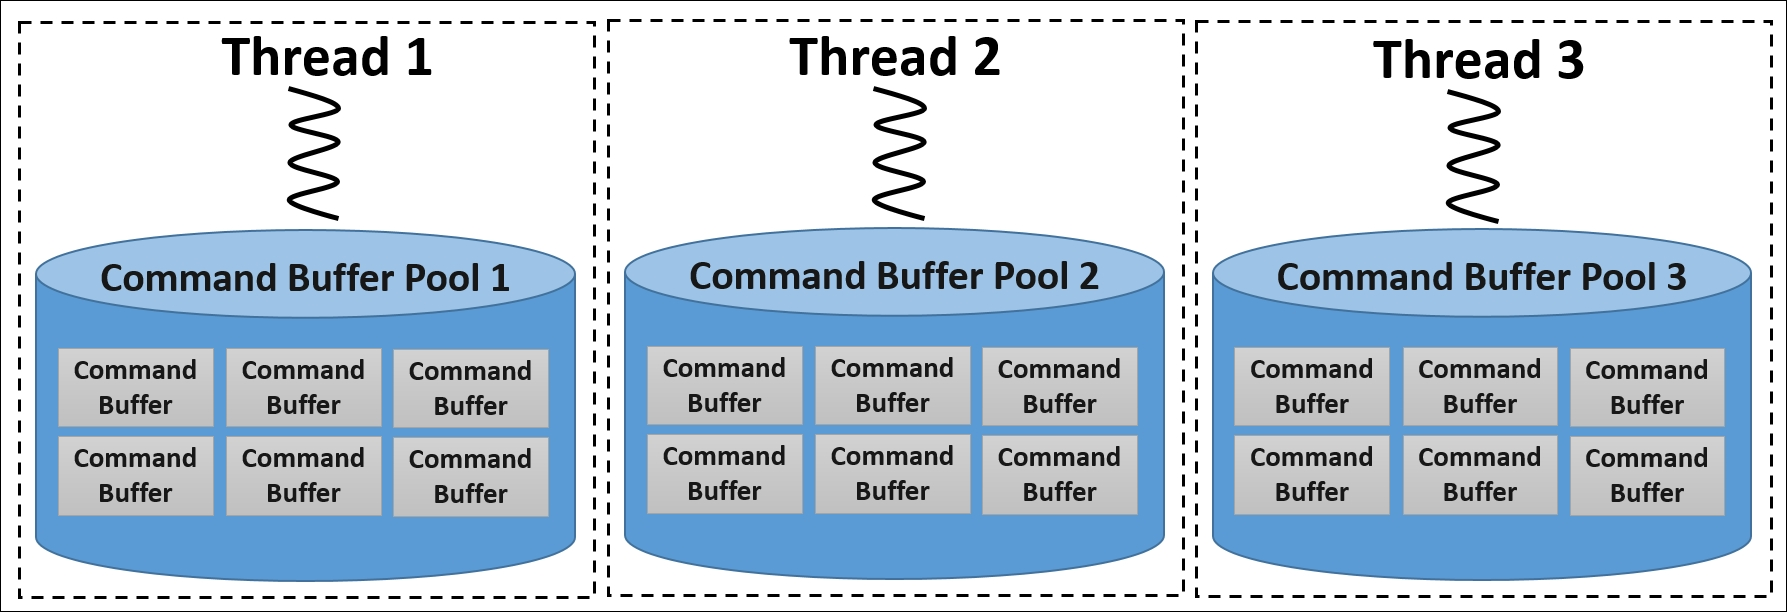 Thread 1
Command Buffer Pool 1
Command
Buffer
Command
Buffer
Command
Buffer
Command
Buffer
Command
Buffer
Command
Buffer
Thread 2
Command Buffer Pool 2
Command
Buffer
Command
Buffer
Command
Buffer
Command
Buffer
Command
Buffer
Command
Buffer
Thread 3
Command Buffer Pool 3
Command
Buffer
Command
Buffer
Command
Buffer
Command
Buffer
Command
Buffer
Command
Buffer